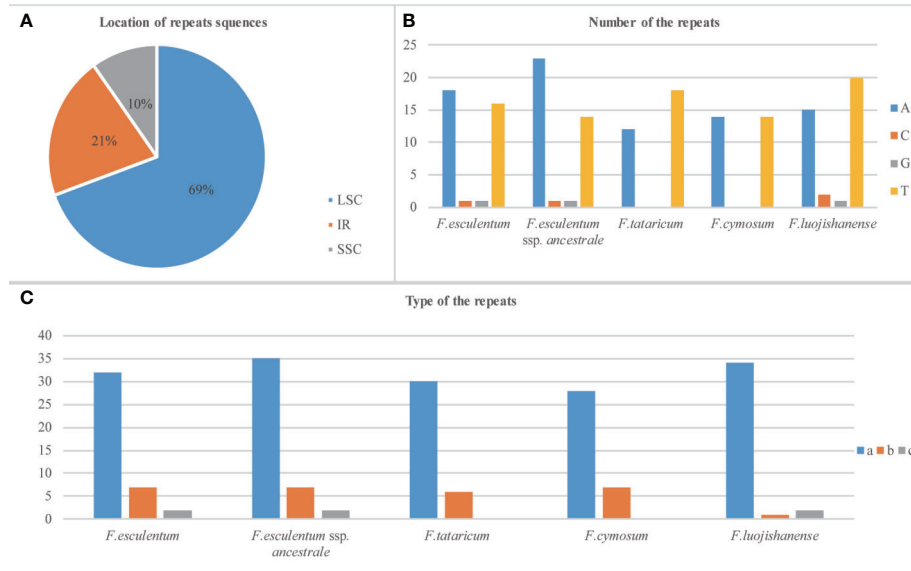 A
Location of repeats squences
10%
21%
69%
LSC
IR
SSC
B
Number of the repeats
25
20
15
10
5
0
A
C
G
T
F.esculentum
F.esculentum
ssp. ancestrale
F.tataricum
F.cymosum
F.luojishanense
C
Type of the repeats
40
35
30
25
20
15
10
5
0
a b c
F.esculentum
F.esculentum ssp.
ancestrale
F.tataricum
F.cymosum
F.luojishanense